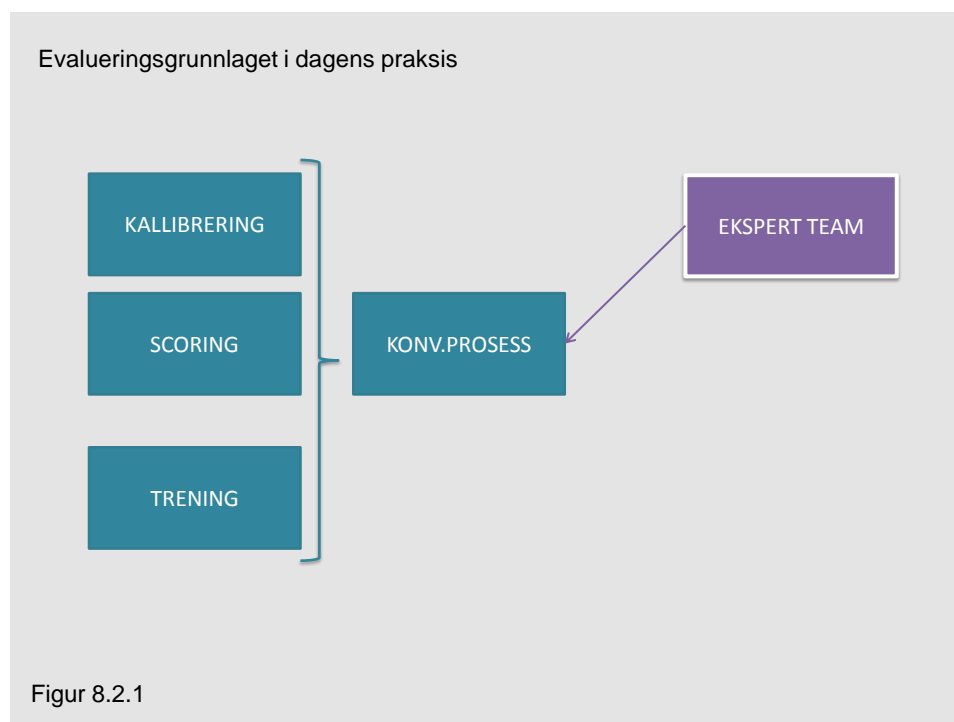 Evalueringsgrunnlaget i dagens praksis
KALLIBRERING
SCORING
TRENING
KONV.PROSESS
EKSPERT TEAM
Figur 8.2.1